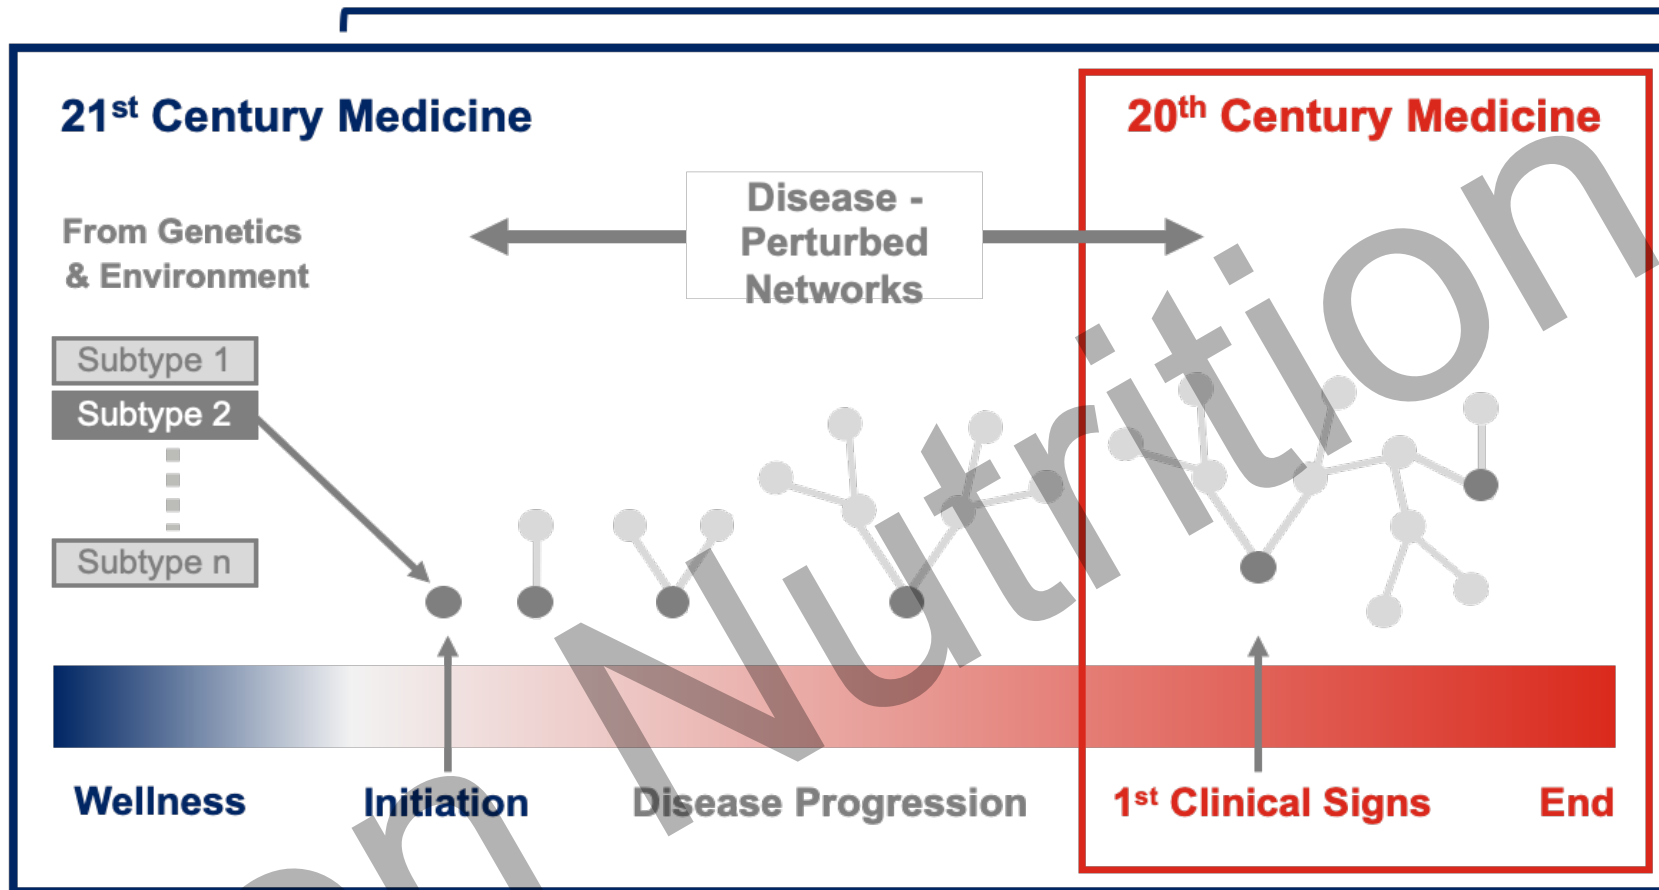 21st Century Medicine
20th Century Medicine
Disease -
Perturbed
Networks
From Genetics
& Environment
Subtype 1
Subtype 2
Subtype n
Wellness
Initiation
Disease Progression
1st Clinical Signs
End
Nutrition